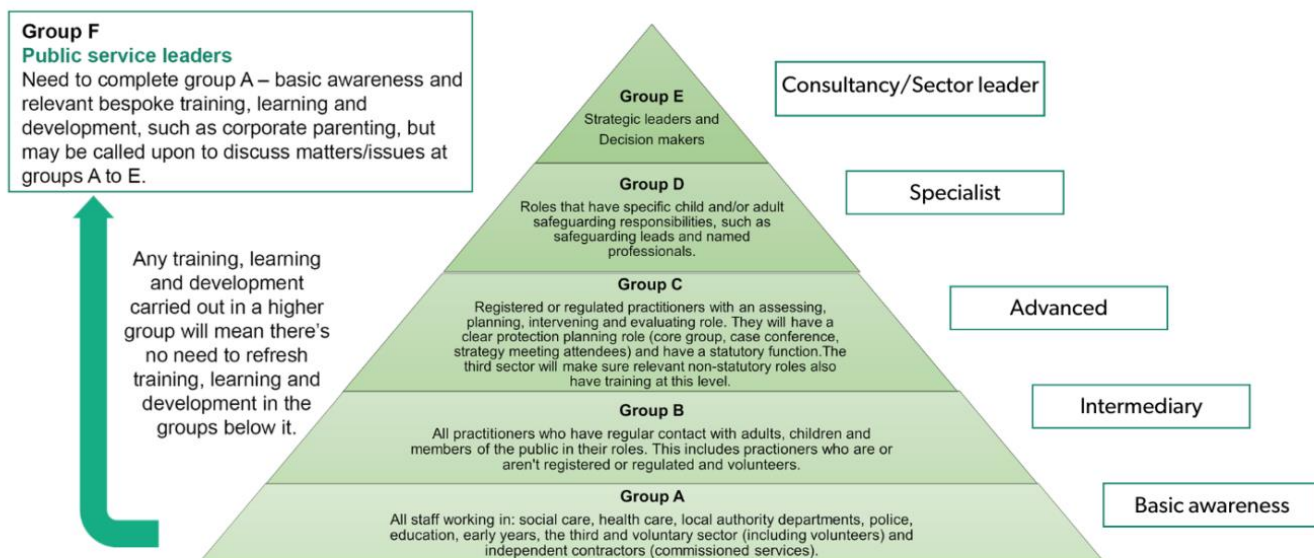 Group F
Public service leaders
Need to complete group A – basic awareness and
relevant bespoke training, learning and
development, such as corporate parenting, but
may be called upon to discuss matters/issues at
groups A to E.
Any training, learning
and development
carried out in a higher
group will mean there's
no need to refresh
training, learning and
development in the
groups below it.
Group E
Strategic leaders and
Decision makers
Consultancy/Sector leader
Group D
Roles that have specific child and/or adult
safeguarding responsibilities, such as
safeguarding leads and named
professionals.
Specialist
Group C
Registered or regulated practitioners with an assessing,
planning, intervening and evaluating role. They will have a
clear protection planning role (core group, case conference,
strategy meeting attendees) and have a statutory function.The
third sector will make sure relevant non-statutory roles also
have training at this level.
Advanced
Group B
All practitioners who have regular contact with adults, children and
members of the public in their roles. This includes practioners who are or
aren't registered or regulated and volunteers.
Intermediary
Group A
All staff working in: social care, health care, local authority departments, police,
education, early years, the third and voluntary sector (including volunteers) and
independent contractors (commissioned services).
Basic awareness